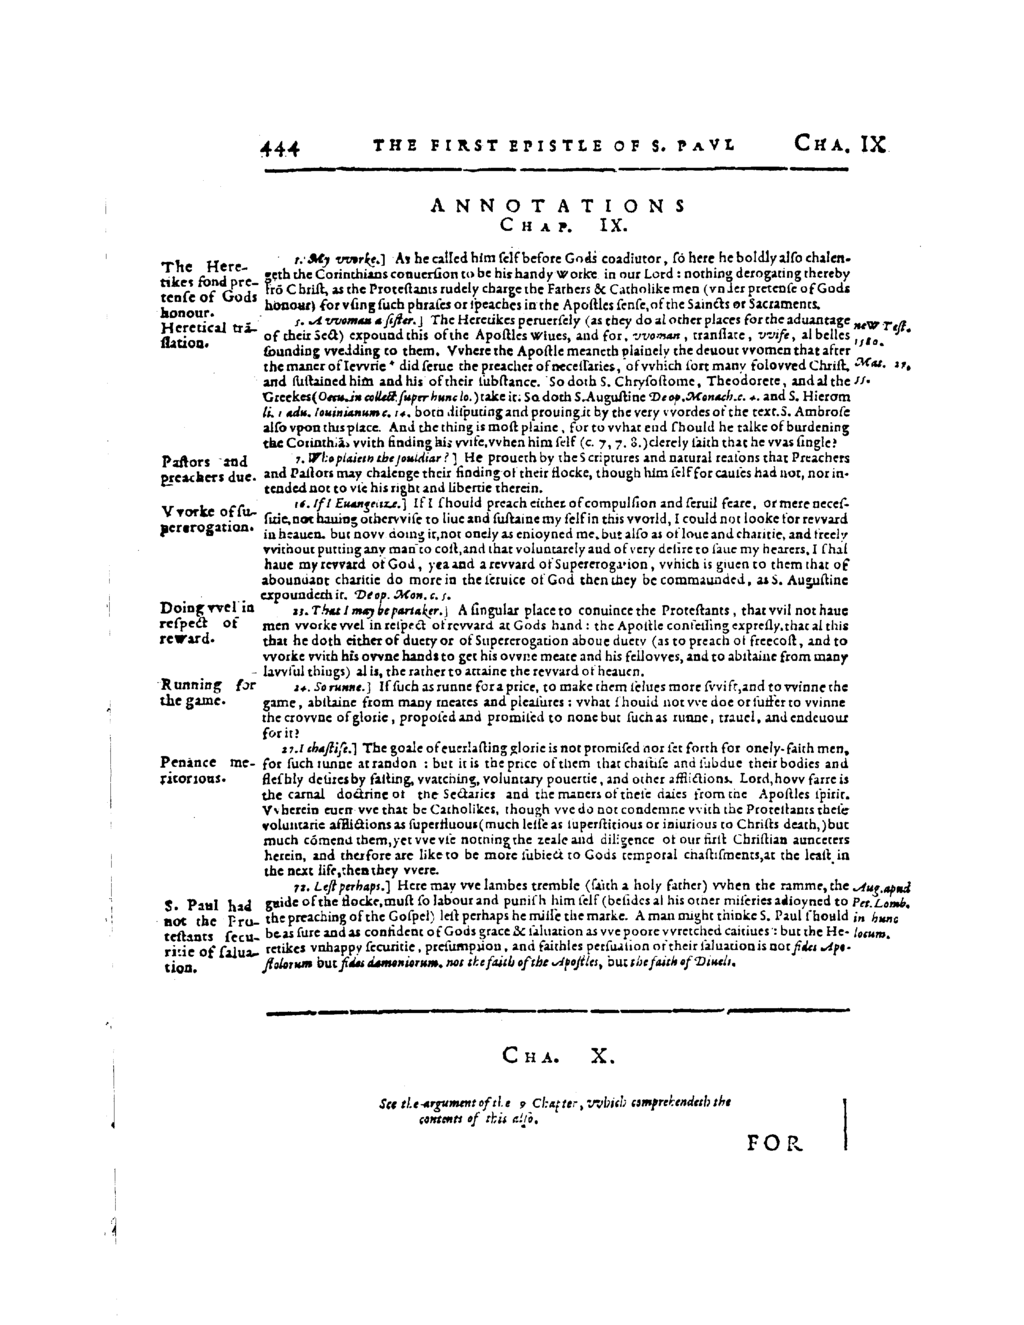 444 THE FIRST EPISTLE OF S. PAVL CHA. IX
ANNOTATIONS
CHAP. IX.
The Here-
tikes fond pre-
tense of Gods
honour.
1. My vvorke.] As he called him self before Gods coadiutor, so here he boldly also chalen-
geth the Corinthians conuersion to be his handy worke in our Lord: nothing derogating thereby
frõ Christ, as the Protestants rudely charge the Fathers & Catholike men (vnder pretense of Gods
honour) for vsing such phrases or speaches in the Apostles sense, of the Saincts or Sacraments.
Heretical trã-
slation.
5. A vvoman a sister.] The Heretikes peruersely (as they do al other places for the aduantage
of their Sect) expound this of the Apostles wiues, and for, vvoman, translate, vvife, al belles
sounding vvedding to them. Vvhere the Apostle meaneth plainely the deuout vvomen that after
the maner of Ievvrie * did serue the preacher of necessaries, of vvhich sort many folovved Christ,
and sustained him and his of their substance. So doth S. Chrysostome, Theodorete, and al the
Greekes (Oecu. in collect. super hunc lo.) take it: So doth S. Augustine De op. Monach. c. 4. and S. Hierom
li. 1 adu. Iouinianum c. 14. both disputing and prouing it by the very vvordes of the text. S. Ambrose
also vpon this place. And the thing is most plaine, for to vvhat end should he talke of burdening
the Corinthiãs vvith finding his vvife, vvhen him self (c. 7, 7. 8.) clerely saith that he vvas single?
new Test.
1580.
Mat. 27,
55.
Pastors and
preachers due.
7. Who plaieth the souldiar?] He proueth by the Scriptures and natural reasons that Preachers
and Pastors may chalenge their finding of their flocke, though him self for causes had not, nor in-
tended not to vse his right and libertie therein.
Vvorke of su-
pererogation.
16. If I Euangelize.] If I should preach either of compulsion and seruil feare, or mere neces-
sitie, not hauing othervvise to liue and sustaine my self in this vvorld, I could not looke for revvard
in heauen. but novv doing it, not onely as enioyned me, but also as of loue and charitie, and freely
vvithout putting any man to cost, and that voluntarely and of very desire to saue my hearers, I shal
haue my revvard of God, yea and a revvard of Supererogation, vvhich is giuen to them that of
aboundant charitie do more in the seruice of God then they be commaunded, as S. Augustine
expoundeth it. De op. Mon. c. 5.
Doing vvel in
respect of
reward.
23. That I may be partaker.] A singular place to conuince the Protestants, that vvil not haue
men vvorke vvel in respect of revvard at Gods hand: the Apostle confessing expresly, that al this
that he doth either of duety or of Supererogation aboue duety (as to preach of freecost, and to
vvorke vvith his ovvne hands to get his ovvne meate and his fellovves, and to abstaine from many
lavvful things) al is, the rather to attaine the revvard of heauen.
Running for
the game.
24. So runne.] If such as runne for a price, to make them selues more svvift, and to vvinne the
game, abstaine from many meates and pleasures: vvhat should not vve doe or suffer to vvinne
the crovvne of glorie, proposed and promised to none but such as runne, trauel, and endeuour
for it?
Penance me-
ritorious.
27. I chastise.] The goale of euerlasting glorie is not promised nor set forth for onely-faith men,
for such runne at randon: but it is the price of them that chastise and subdue their bodies and
fleshly desires by fasting, vvatching, voluntary pouertie, and other afflictions. Lord, hovv farre is
the carnal doctrine of the Sectaries and the maners of these daies from the Apostles spirit.
Vvherein euen vve that be Catholikes, though vve do not condemne vvith the Protestants these
voluntarie afflictions as superfluous (much lesse as superstitious or iniurious to Christs death,) but
much cõmend them, yet vve vse nothing the zeale and diligence of our first Christian aunceters
herein, and therfore are like to be more subiect to Gods temporal chastisments, at the least in
the next life, then they vvere.
S. Paul had
not the Pro-
testants secu-
ritie of salua-
tion.
72. Lest perhaps.] Here may vve lambes tremble (saith a holy father) vvhen the ramme, the
guide of the flocke, must so labour and punish him self (besides al his other miseries adioyned to
the preaching of the Gospel) lest perhaps he misse the marke. A man might thinke S. Paul should
be as sure and as confident of Gods grace & saluation as vve poore vvretched caitiues: but the He-
retikes vnhappy securitie, presumption, and faithles persuasion of their saluation is not fides Apo-
stolorum but fides dæmoniorum, not the faith of the Apostles, but the faith of Diuels.
Aug. apud
Pet. Lomb.
in hunc
locum.
CHA. X.
See the argument of the 9 Chapter, vvhich comprehendeth the
contents of this also.
FOR